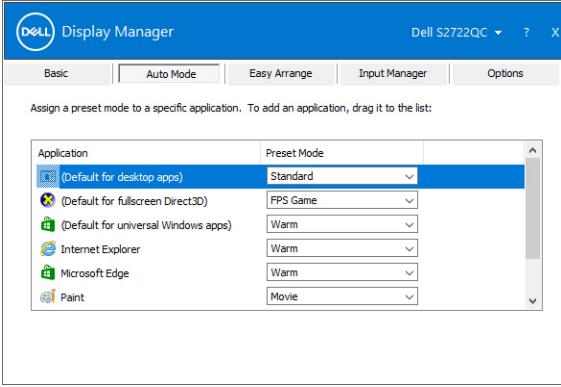 DELL Display Manager Dell S2722QC ? X
Basic Auto Mode Easy Arrange Input Manager Options
Assign a preset mode to a specific application. To add an application, drag it to the list:
Application Preset Mode
(Default for desktop apps) Standard
(Default for fullscreen Direct3D) FPS Game
(Default for universal Windows apps) Warm
Internet Explorer Warm
Microsoft Edge Warm
Paint Movie